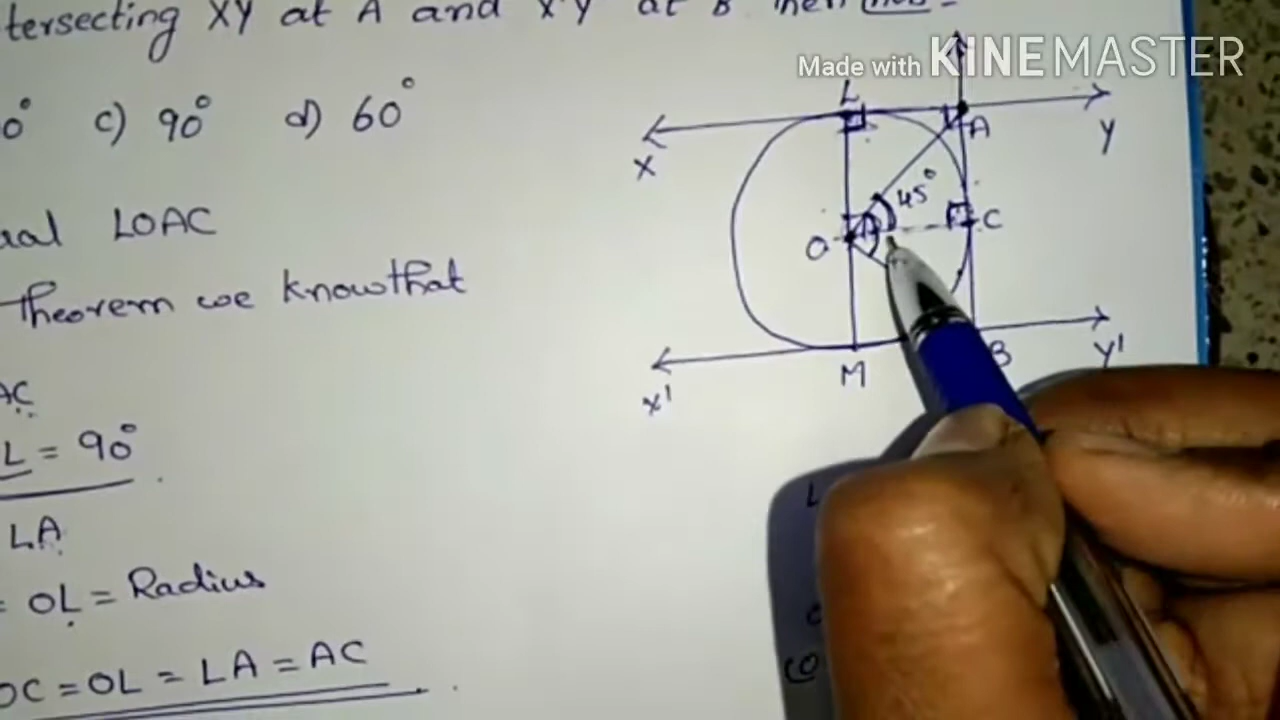 tersecting XY at A and X'Y' at B then
Made with KINEMASTER
0° c) 90° d) 60°
LOAC
Theorem we know that
AC
L = 90°
LA
= OL = Radius
OC = OL = LA = AC
L
A
X
Y
45°
O
C
M
B
X'
Y'